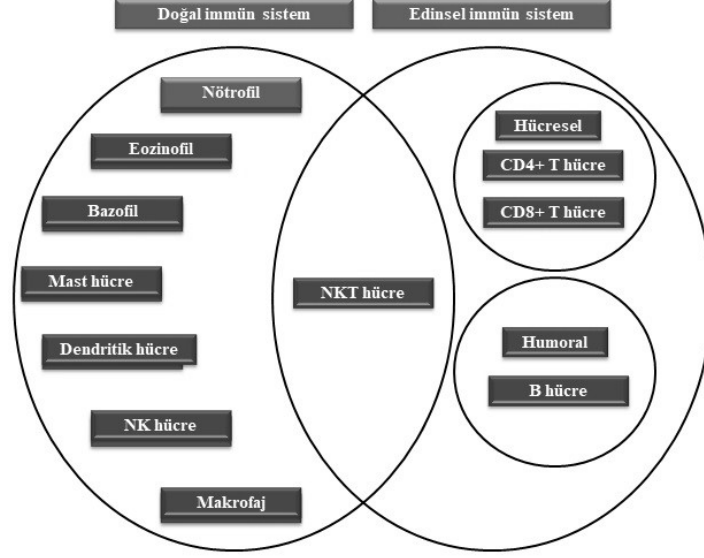 Doğal immün sistem
Edinsel immün sistem
Nötrofil
Eozinofil
Bazofil
Mast hücre
Dendritik hücre
NK hücre
Makrofaj
NKT hücre
Hücresel
CD4+ T hücre
CD8+ T hücre
Humoral
B hücre